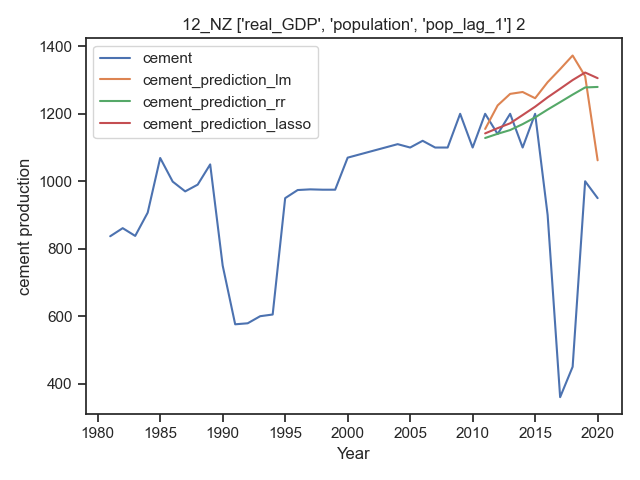 12_NZ ['real_GDP', 'population', 'pop_lag_1'] 2
cement
cement_prediction_lm
cement_prediction_rr
cement_prediction_lasso
1400
1200
1000
800
600
400
cement production
1980 1985 1990 1995 2000 2005 2010 2015 2020
Year